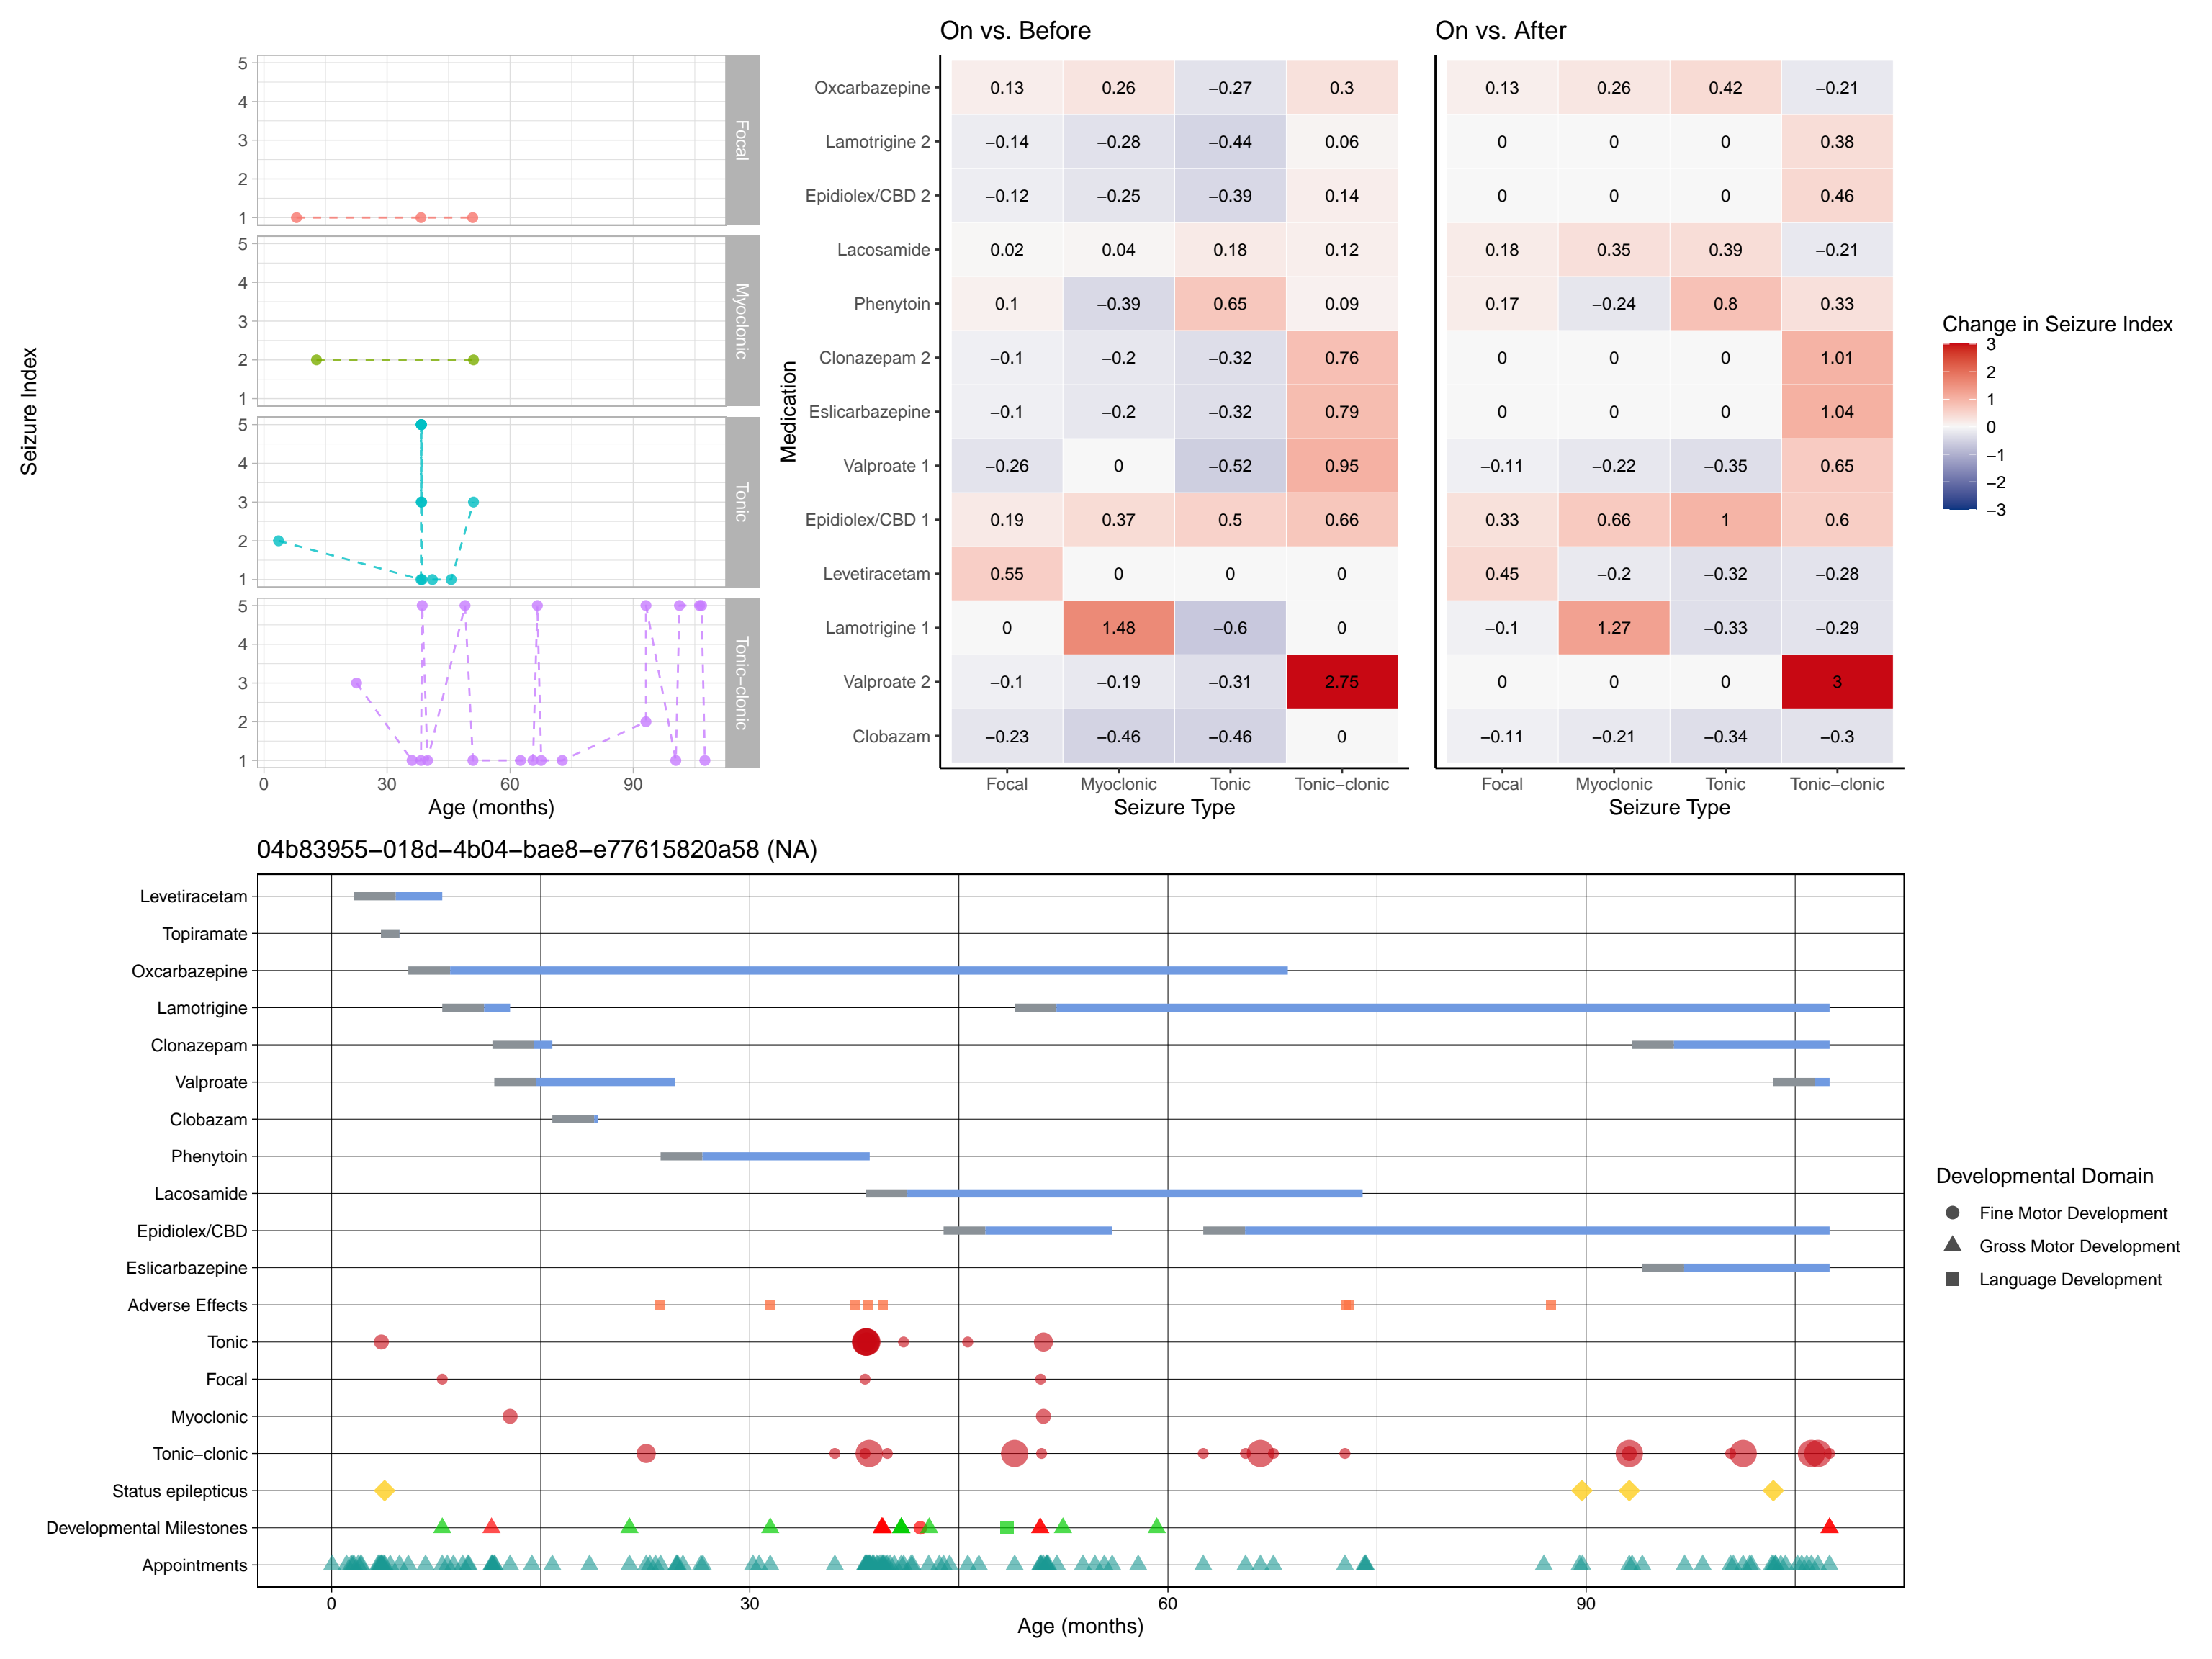 Seizure Index
5
4
3
2
1
Focal
5
4
3
2
1
Myoclonic
5
4
3
2
1
Tonic
5
4
3
2
1
Tonic−clonic
0 30 60 90
Age (months)
On vs. Before
Medication
Oxcarbazepine 0.13 0.26 −0.27 0.3
Lamotrigine 2 −0.14 −0.28 −0.44 0.06
Epidiolex/CBD 2 −0.12 −0.25 −0.39 0.14
Lacosamide 0.02 0.04 0.18 0.12
Phenytoin 0.1 −0.39 0.65 0.09
Clonazepam 2 −0.1 −0.2 −0.32 0.76
Eslicarbazepine −0.1 −0.2 −0.32 0.79
Valproate 1 −0.26 0 −0.52 0.95
Epidiolex/CBD 1 0.19 0.37 0.5 0.66
Levetiracetam 0.55 0 0 0
Lamotrigine 1 0 1.48 −0.6 0
Valproate 2 −0.1 −0.19 −0.31 2.75
Clobazam −0.23 −0.46 −0.46 0
Focal Myoclonic Tonic Tonic−clonic
Seizure Type
On vs. After
0.13 0.26 0.42 −0.21
0 0 0 0.38
0 0 0 0.46
0.18 0.35 0.39 −0.21
0.17 −0.24 0.8 0.33
0 0 0 1.01
0 0 0 1.04
−0.11 −0.22 −0.35 0.65
0.33 0.66 1 0.6
0.45 −0.2 −0.32 −0.28
−0.1 1.27 −0.33 −0.29
0 0 0 3
−0.11 −0.21 −0.34 −0.3
Focal Myoclonic Tonic Tonic−clonic
Seizure Type
Change in Seizure Index
3
2
1
0
−1
−2
−3
04b83955−018d−4b04−bae8−e77615820a58 (NA)
Levetiracetam
Topiramate
Oxcarbazepine
Lamotrigine
Clonazepam
Valproate
Clobazam
Phenytoin
Lacosamide
Epidiolex/CBD
Eslicarbazepine
Adverse Effects
Tonic
Focal
Myoclonic
Tonic−clonic
Status epilepticus
Developmental Milestones
Appointments
0 30 60 90
Age (months)
Developmental Domain
Fine Motor Development
Gross Motor Development
Language Development